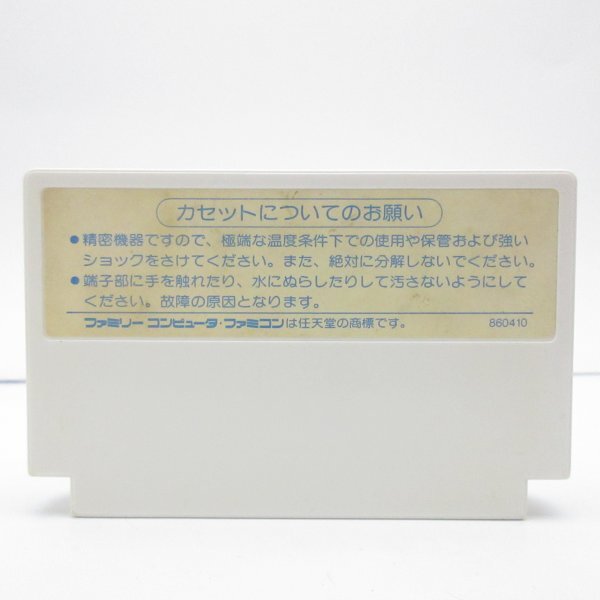 カセットについてのお願い
●精密機器ですので、極端な温度条件下での使用や保管および強い
ショックをさけてください。また、絶対に分解しないでください。
●端子部に手を触れたり、水にぬらしたりして汚さないようにして
ください。故障の原因となります。
ファミリー コンピュータ・ファミコンは任天堂の商標です。 860410